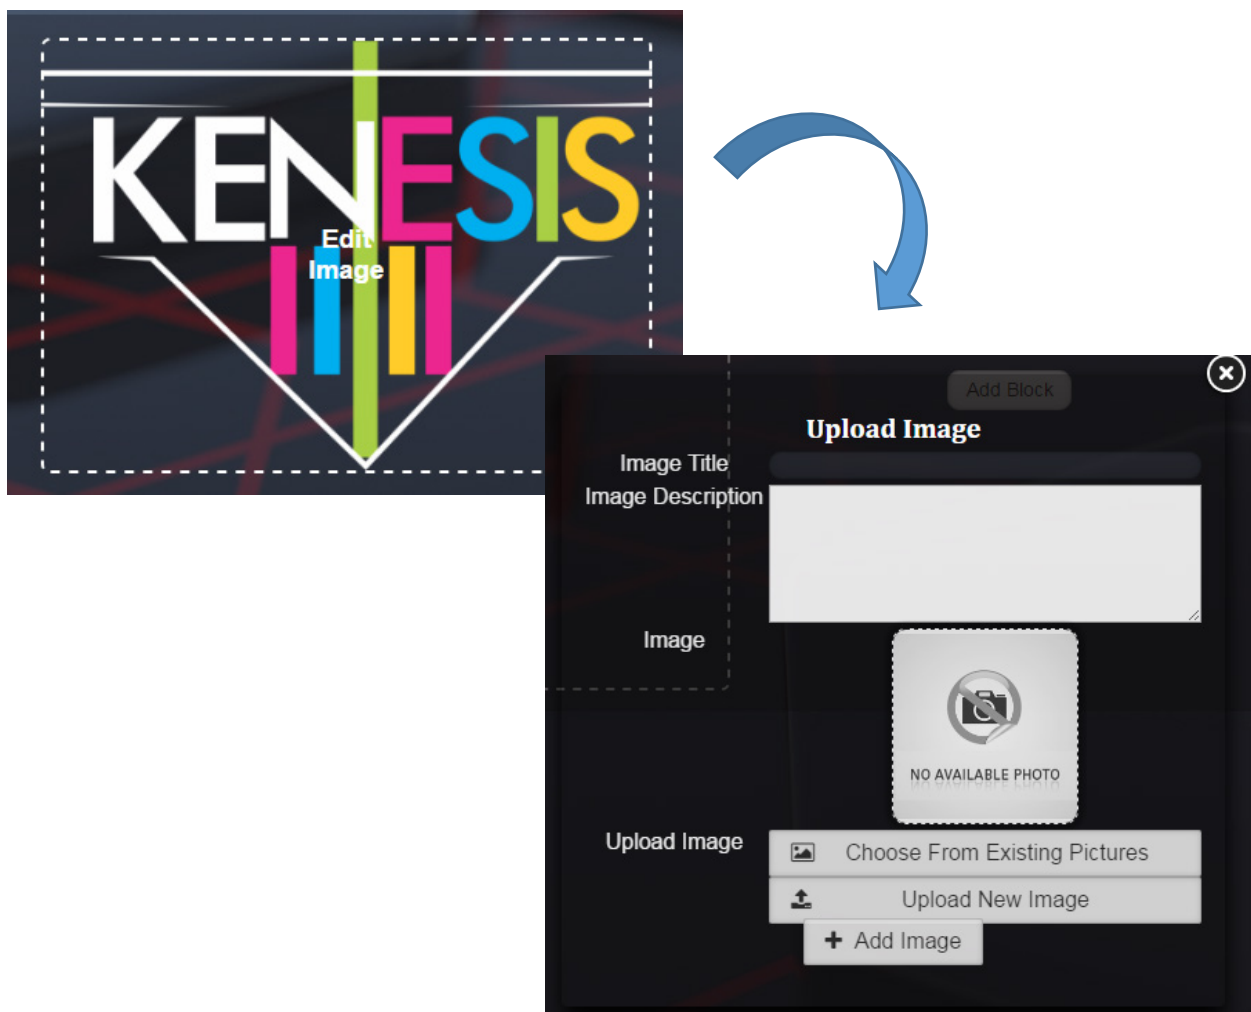 KENESIS
Edit
Image
Add Block
Upload Image
Image Title
Image Description
Image
NO AVAILABLE PHOTO
Upload Image
Choose From Existing Pictures
Upload New Image
Add Image